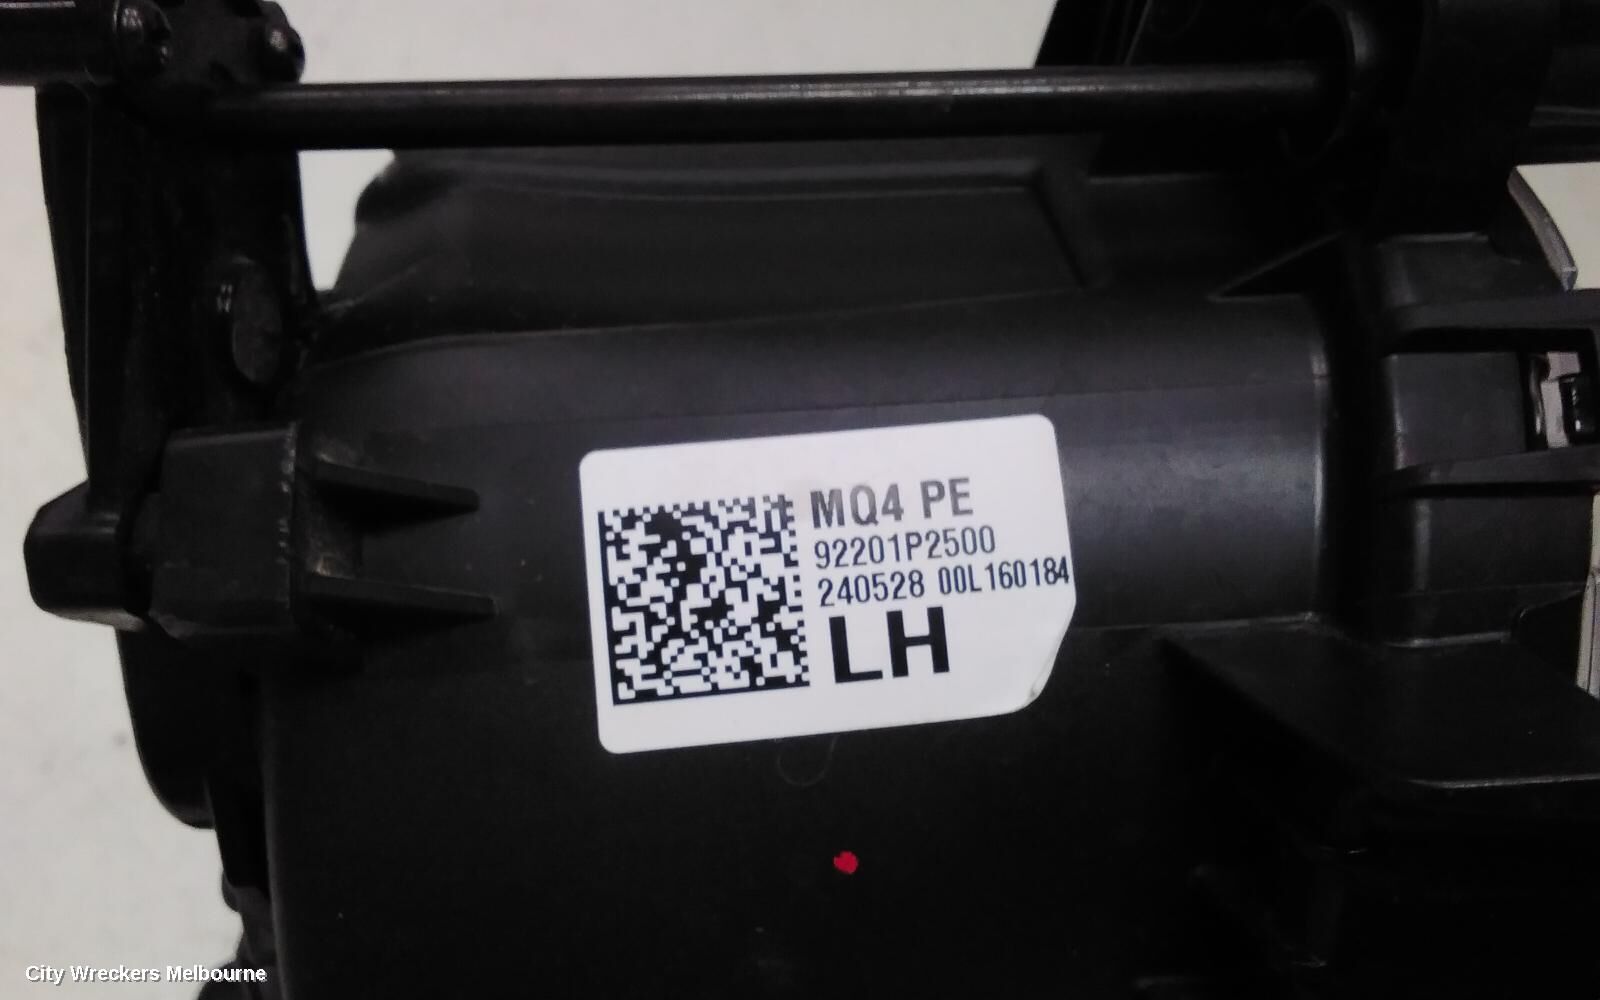 MQ4 PE
92201P2500
240528 00L160184
LH
City Wreckers Melbourne